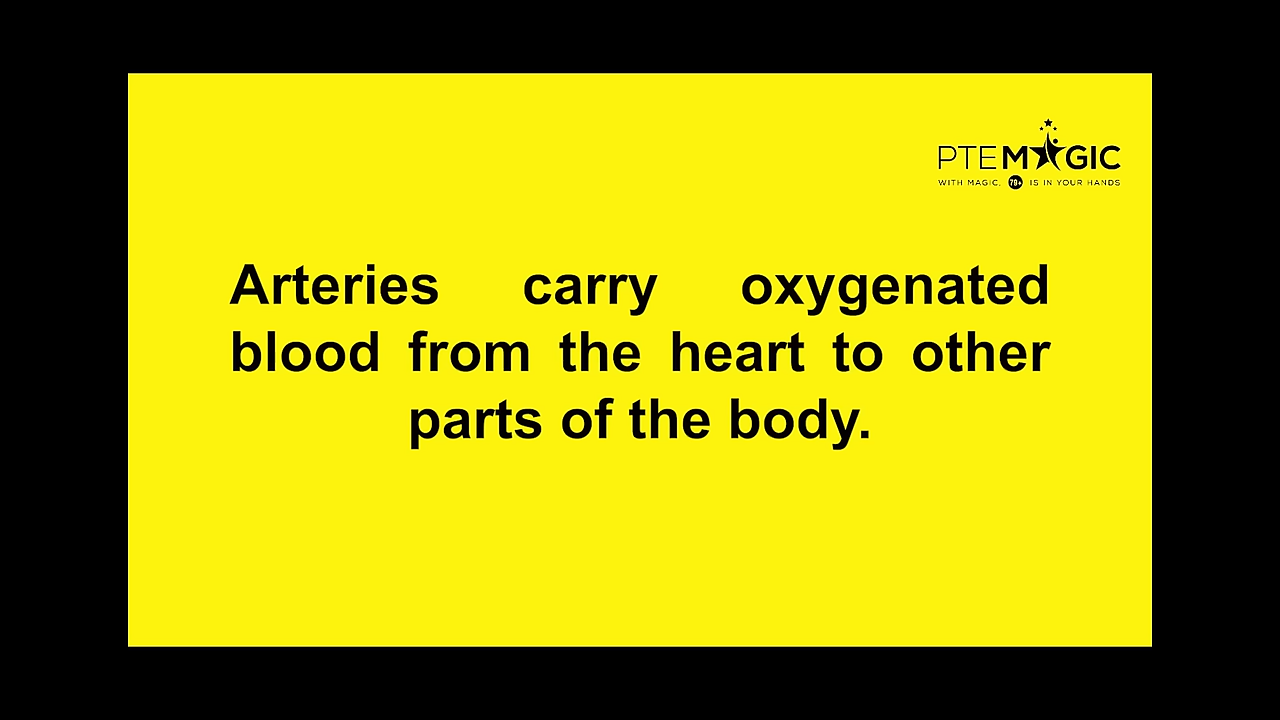 PTEMAGIC
WITH MAGIC, 79+ IS IN YOUR HANDS
Arteries carry oxygenated
blood from the heart to other
parts of the body.